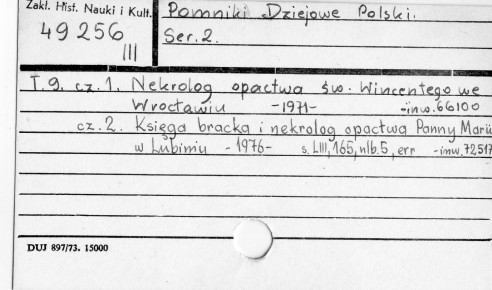 Zakł. Hist. Nauki i Kult.
49256
III
Pomniki Dziejowe Polski.
Ser. 2.
T. 9. cz. 1. Nekrolog opactwa św. Wincentego we
Wrocławiu - 1971 - - inw. 66100
cz. 2. Księga bracka i nekrolog opactwa Panny Marii
w Lubiniu - 1976 - s. LIII, 165, nlb. 5, err - inw. 72517
DUJ 897/73. 15000